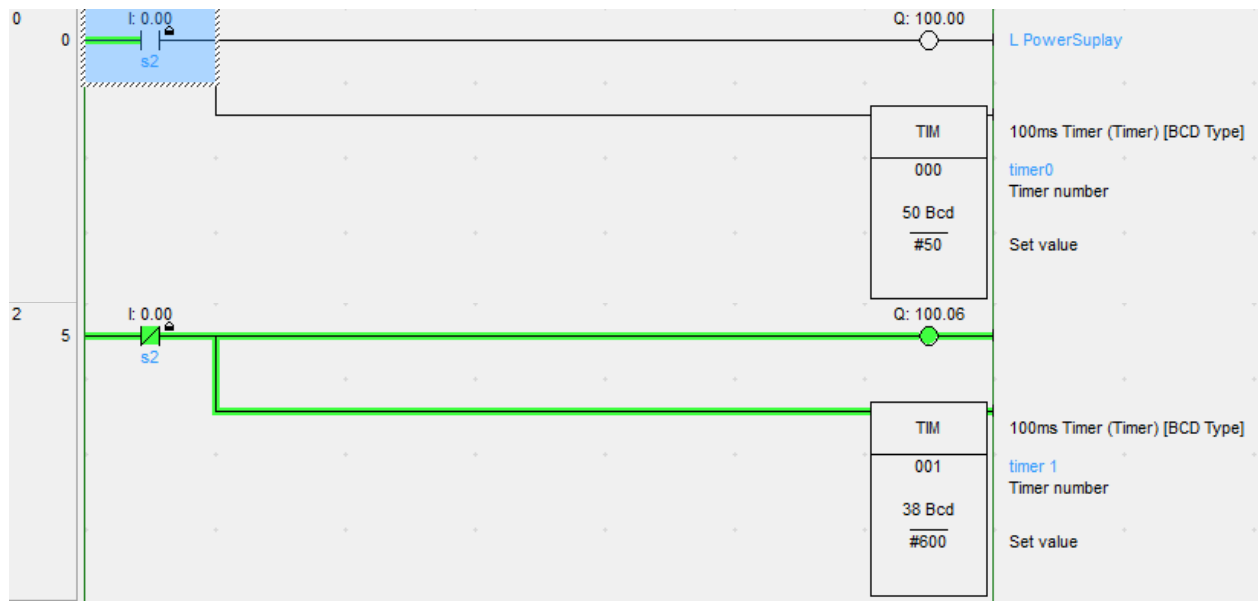 0
0
I: 0.00
s2
Q: 100.00
L PowerSuplay
TIM
100ms Timer (Timer) [BCD Type]
000
timer0
Timer number
50 Bcd
#50
Set value
2
5
I: 0.00
s2
Q: 100.06
TIM
100ms Timer (Timer) [BCD Type]
001
timer 1
Timer number
38 Bcd
#600
Set value